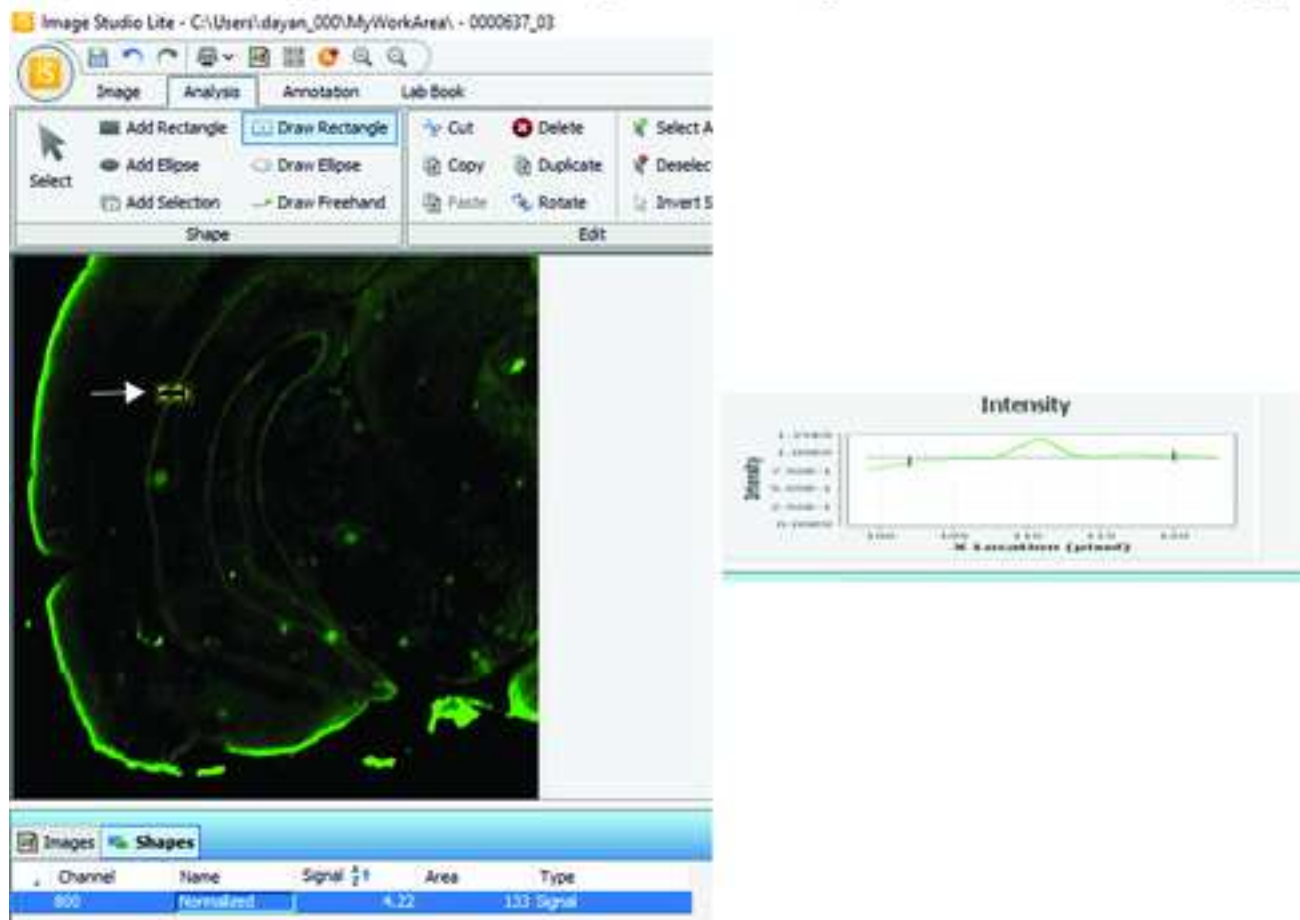 Image Studio Lite - C:\Users\dayan_000\MyWorkArea\ - 0000637_03
Image Analysis Annotation Lab Book
Add Rectangle Draw Rectangle Cut Delete Select A
Select Add Ellipse Draw Ellipse Copy Duplicate Deselec
Add Selection Draw Freehand Paste Rotate Invert S
Shape Edit
Intensity
Intensity
X Location (pixel)
Images Shapes
Channel Name Signal Area Type
800 Normalized 4.22 133 Signal